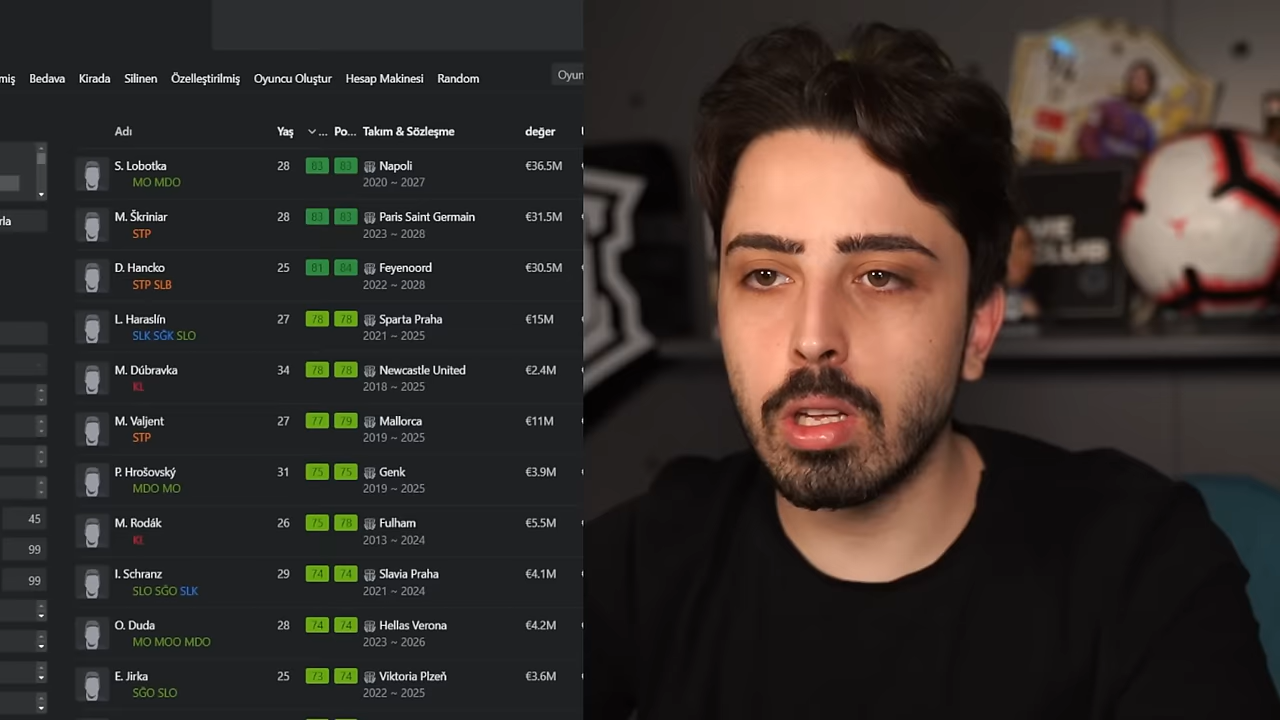 miş Bedava Kirada Silinen Özelleştirilmiş Oyuncu Oluştur Hesap Makinesi Random Oyun
Adı Yaş ... Po... Takım & Sözleşme değer
S. Lobotka 28 83 83 Napoli €36.5M
MO MDO 2020 ~ 2027
M. Škriniar 28 83 83 Paris Saint Germain €31.5M
STP 2023 ~ 2028
rla
D. Hancko 25 81 84 Feyenoord €30.5M
STP SLB 2022 ~ 2028
L. Haraslín 27 78 78 Sparta Praha €15M
SLK SĞK SLO 2021 ~ 2025
M. Dúbravka 34 78 78 Newcastle United €2.4M
KL 2018 ~ 2025
M. Valjent 27 77 79 Mallorca €11M
STP 2019 ~ 2025
P. Hrošovský 31 75 75 Genk €3.9M
MDO MO 2019 ~ 2025
45
M. Rodák 26 75 78 Fulham €5.5M
KL 2013 ~ 2024
99
I. Schranz 29 74 74 Slavia Praha €4.1M
99
SLO SĞO SLK 2021 ~ 2024
O. Duda 28 74 74 Hellas Verona €4.2M
MO MOO MDO 2023 ~ 2026
E. Jirka 25 73 74 Viktoria Plzeň €3.6M
SĞO SLO 2022 ~ 2025
CLUB